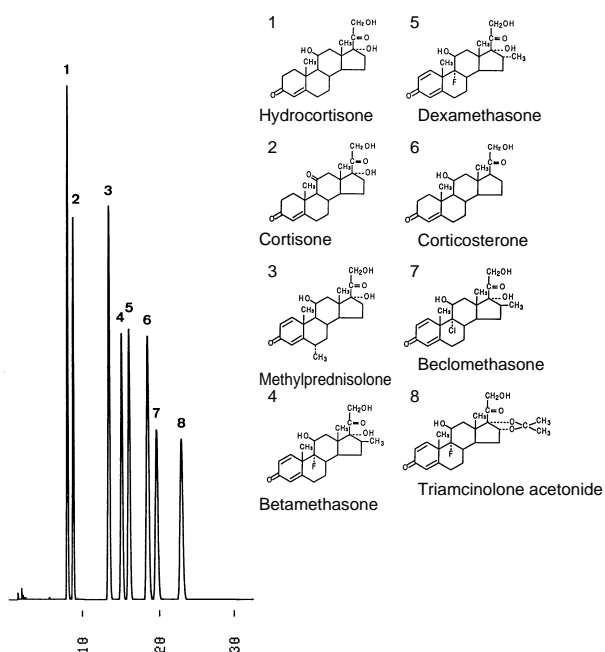 1
2
3
4
5
6
7
8
10
20
30
1
CH₂OH
C=O
CH₃ OH
HO
CH₃
O
Hydrocortisone
2
CH₂OH
C=O
CH₃ OH
O
CH₃
O
Cortisone
3
CH₂OH
C=O
CH₃ OH
HO
CH₃
O
CH₃
Methylprednisolone
4
CH₂OH
C=O
CH₃ OH
HO CH₃
CH₃
F
O
Betamethasone
5
CH₂OH
C=O
CH₃ OH
HO CH₃
CH₃
F
O
Dexamethasone
6
CH₂OH
C=O
CH₃
HO
CH₃
O
Corticosterone
7
CH₂OH
C=O
CH₃ OH
HO CH₃
CH₃
Cl
O
Beclomethasone
8
CH₂OH
C=O
CH₃ O CH₃
HO C
CH₃ O CH₃
F
O
Triamcinolone acetonide